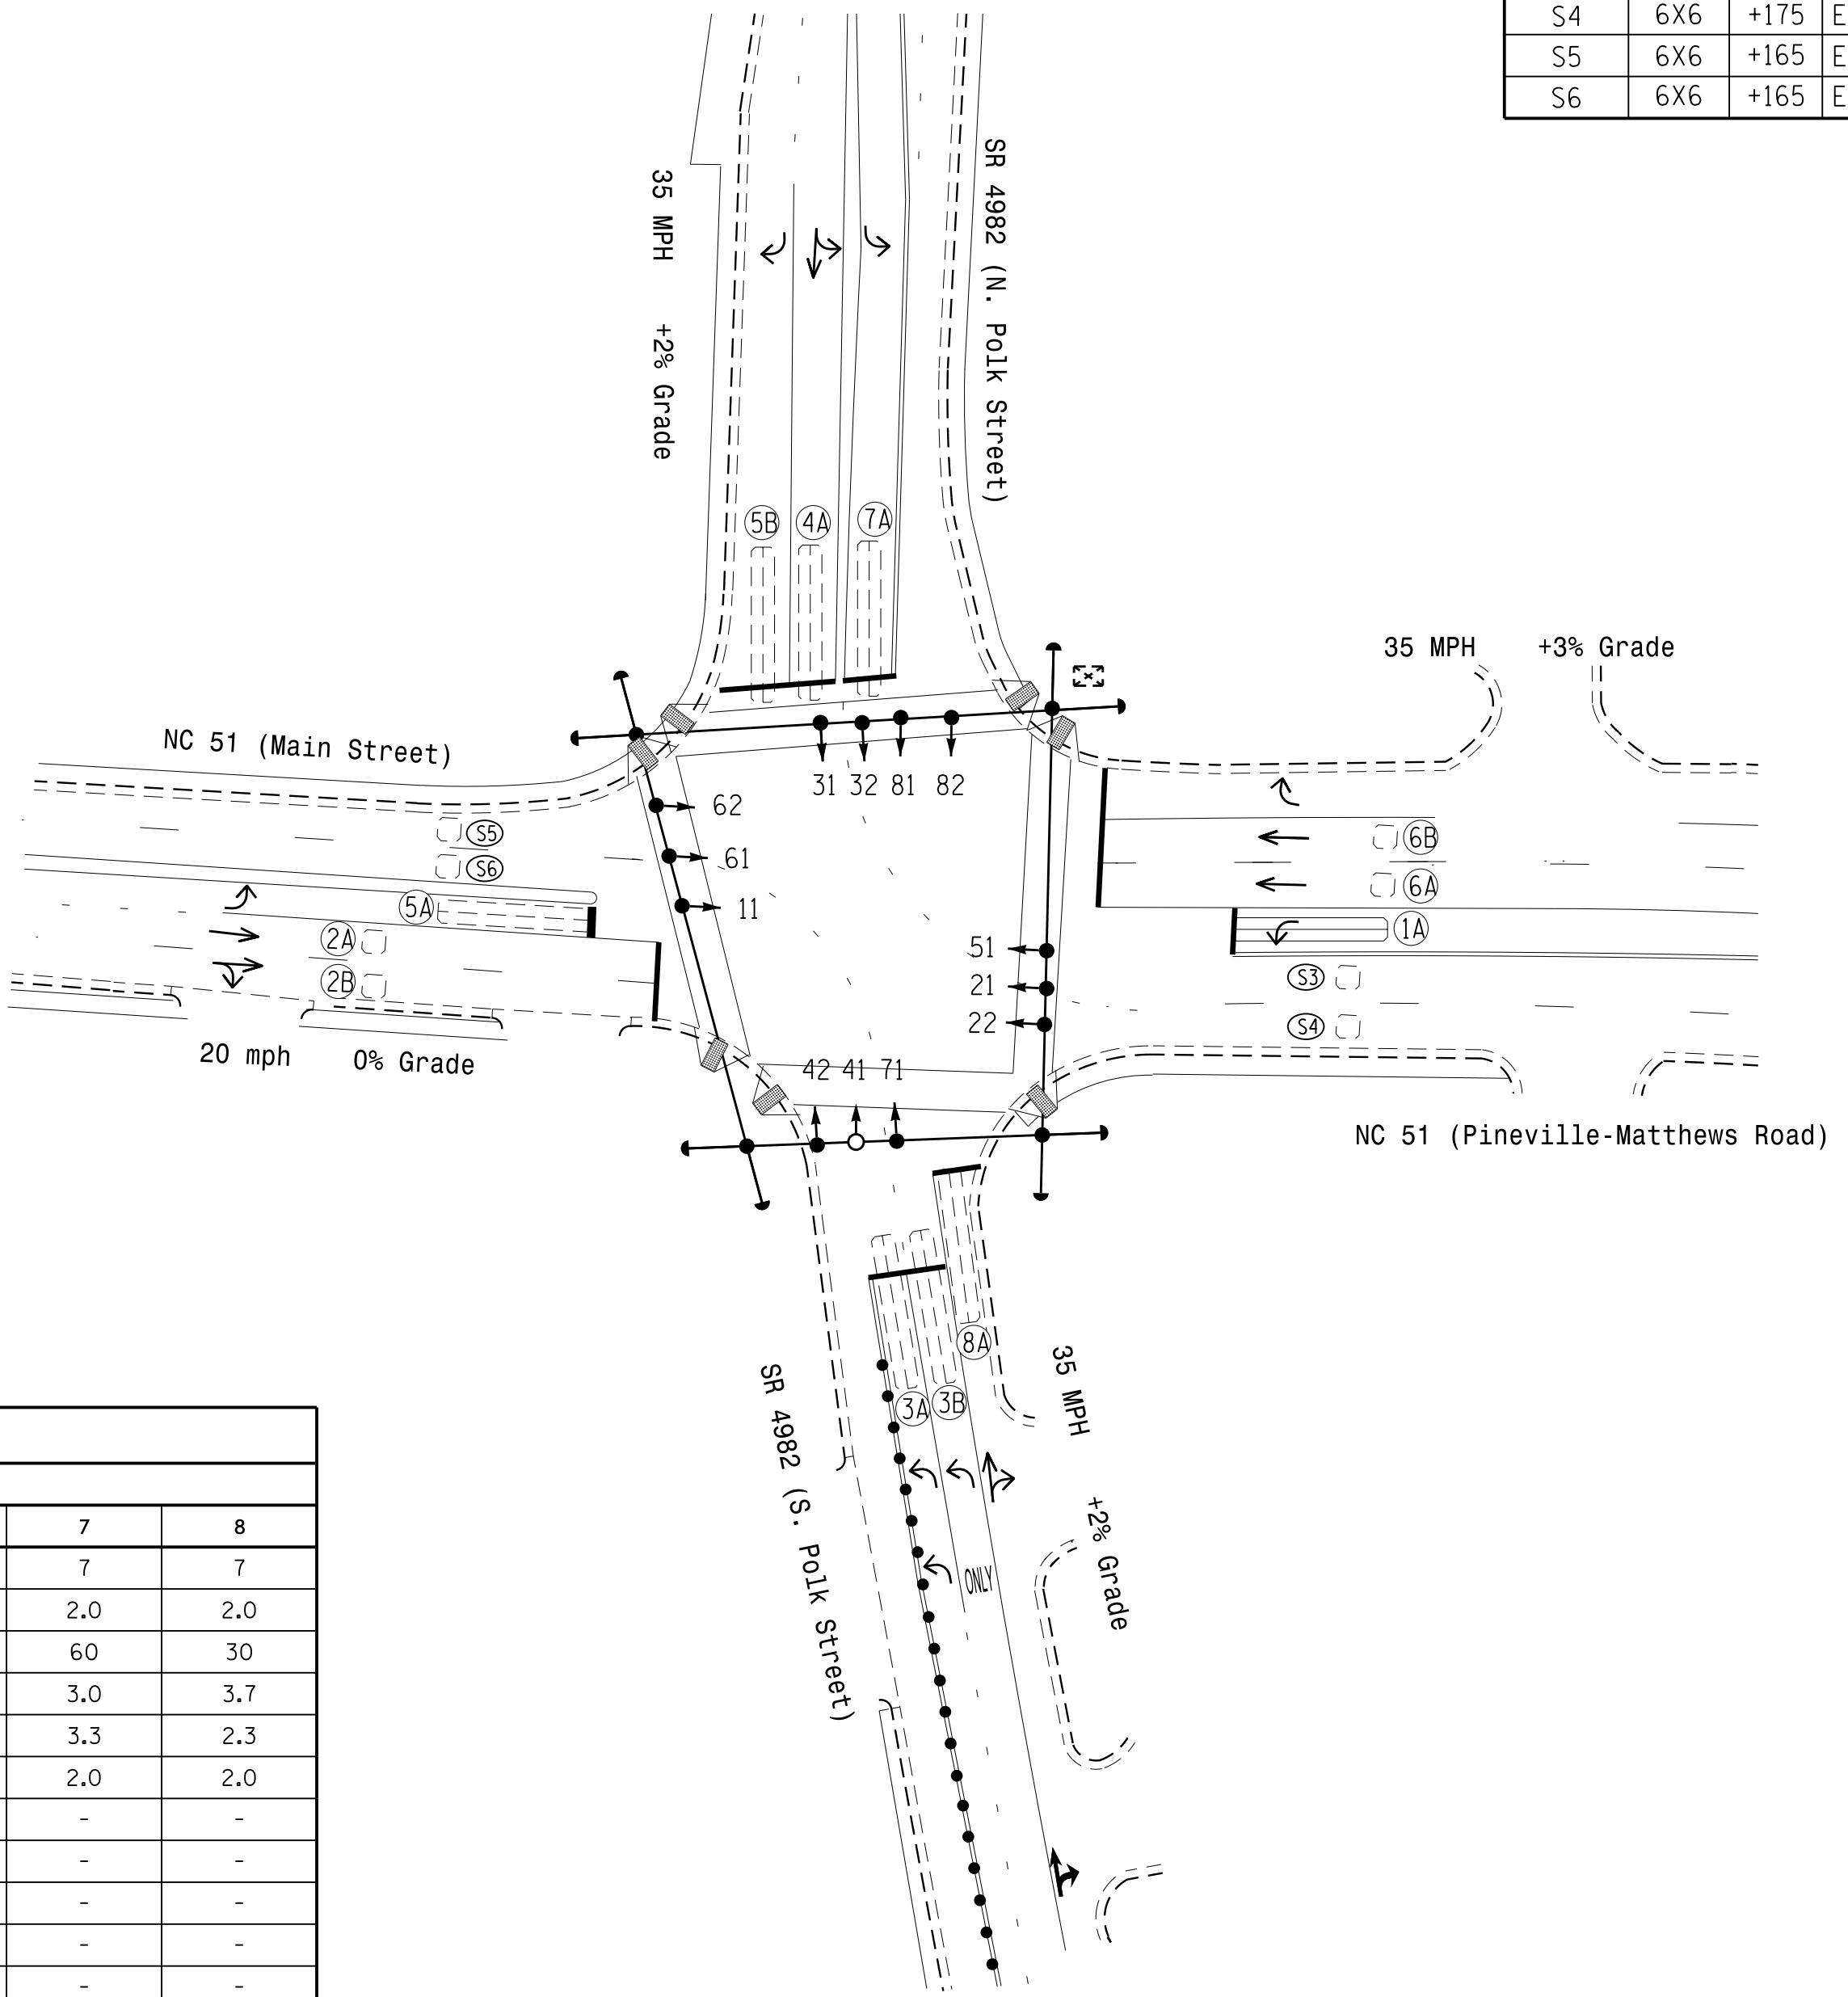 S4 6X6 +175 E
S5 6X6 +165 E
S6 6X6 +165 E
35 MPH +2% Grade
SR 4982 (N. Polk Street)
5B 4A 7A
35 MPH +3% Grade
NC 51 (Main Street)
31 32 81 82
62
61
11
S5
S6
5A
2A
2B
6B
6A
1A
51
21
22
S3
S4
20 mph 0% Grade
42 41 71
NC 51 (Pineville-Matthews Road)
8A
3A 3B
35 MPH
+2% Grade
SR 4982 (S. Polk Street)
ONLY
7 8
7 7
2.0 2.0
60 30
3.0 3.7
3.3 2.3
2.0 2.0
- -
- -
- -
- -
- -